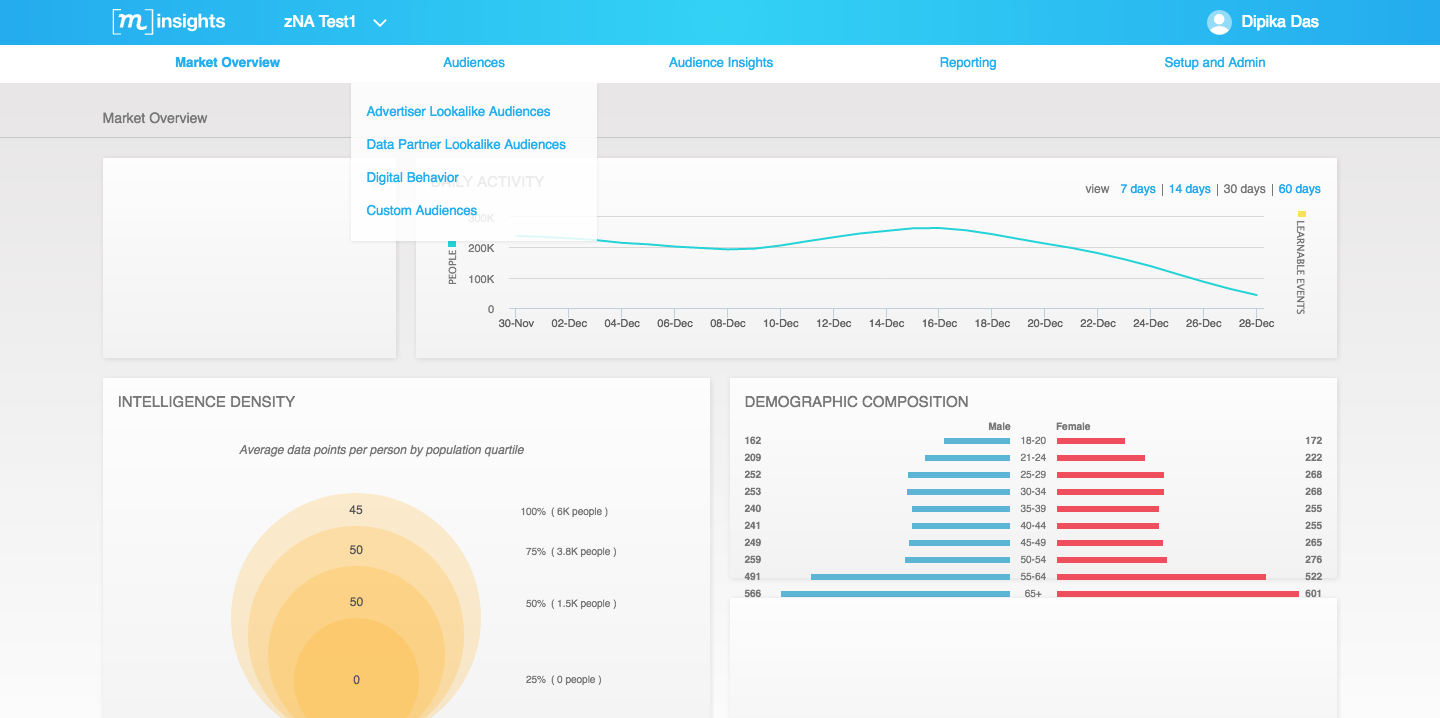 [m]insights
zNA Test1
Dipika Das
Market Overview
Audiences
Audience Insights
Reporting
Setup and Admin
Advertiser Lookalike Audiences
Data Partner Lookalike Audiences
Digital Behavior
Custom Audiences
Market Overview
DAILY ACTIVITY
view 7 days | 14 days | 30 days | 60 days
PEOPLE
300K
200K
100K
0
30-Nov 02-Dec 04-Dec 06-Dec 08-Dec 10-Dec 12-Dec 14-Dec 16-Dec 18-Dec 20-Dec 22-Dec 24-Dec 26-Dec 28-Dec
LEARNABLE EVENTS
INTELLIGENCE DENSITY
Average data points per person by population quartile
45 100% ( 6K people )
50 75% ( 3.8K people )
50 50% ( 1.5K people )
0 25% ( 0 people )
DEMOGRAPHIC COMPOSITION
Male Female
162 18-20 172
209 21-24 222
252 25-29 268
253 30-34 268
240 35-39 255
241 40-44 255
249 45-49 265
259 50-54 276
491 55-64 522
566 65+ 601